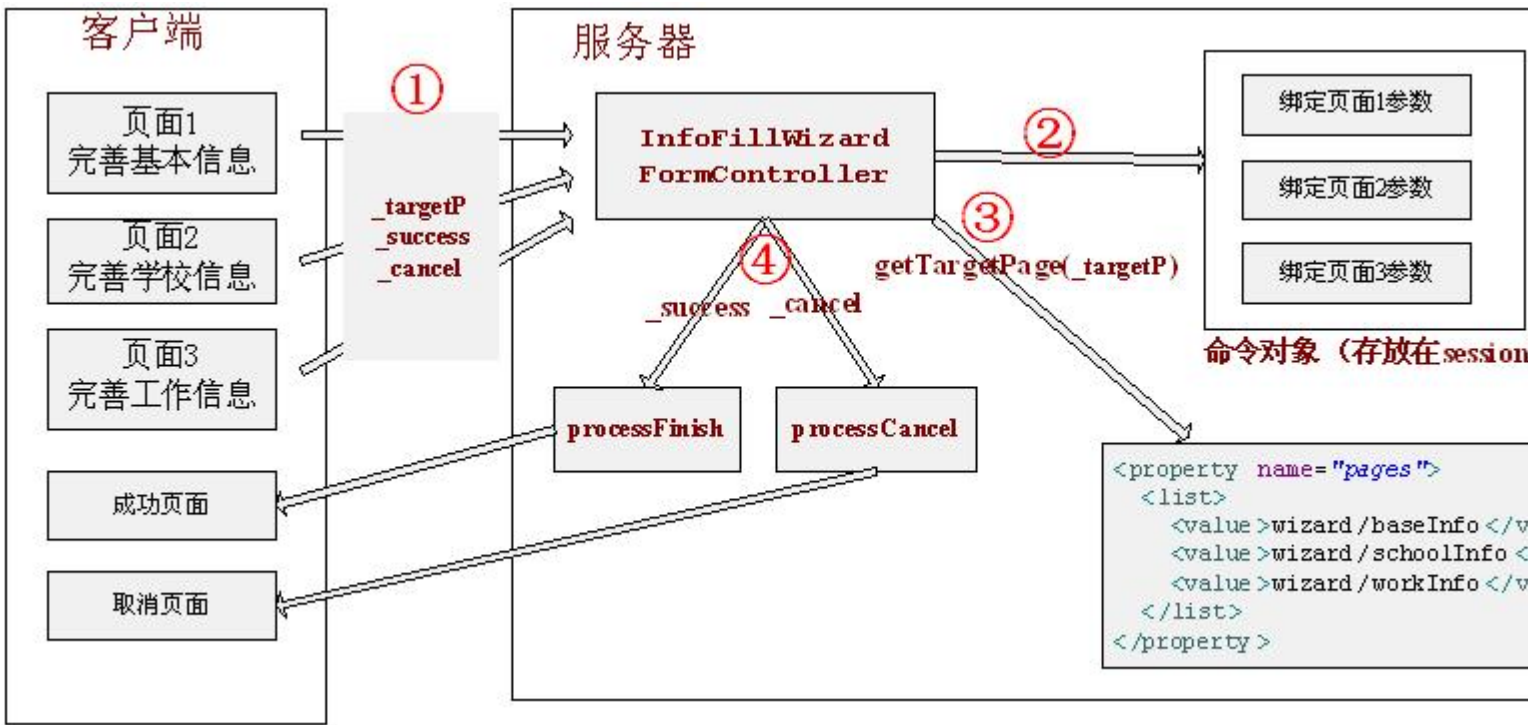 客户端
页面1
完善基本信息
页面2
完善学校信息
页面3
完善工作信息
成功页面
取消页面
①
_targetP
_success
_cancel
服务器
InfoFillWizard
FormController
②
③
getTargetPage(_targetP)
④
_success
_cancel
processFinish
processCancel
绑定页面1参数
绑定页面2参数
绑定页面3参数
命令对象（存放在session
<property name="pages">
<list>
<value>wizard/baseInfo</v
<value>wizard/schoolInfo<
<value>wizard/workInfo</v
</list>
</property>